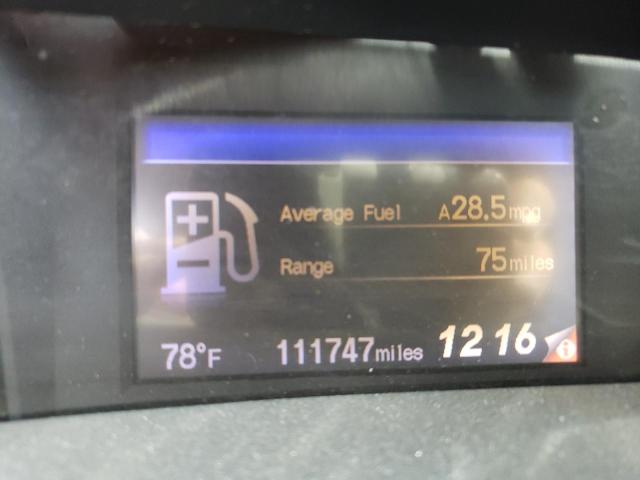 Average Fuel A28.5mpg
Range 75miles
78°F 111747miles 12 16 i